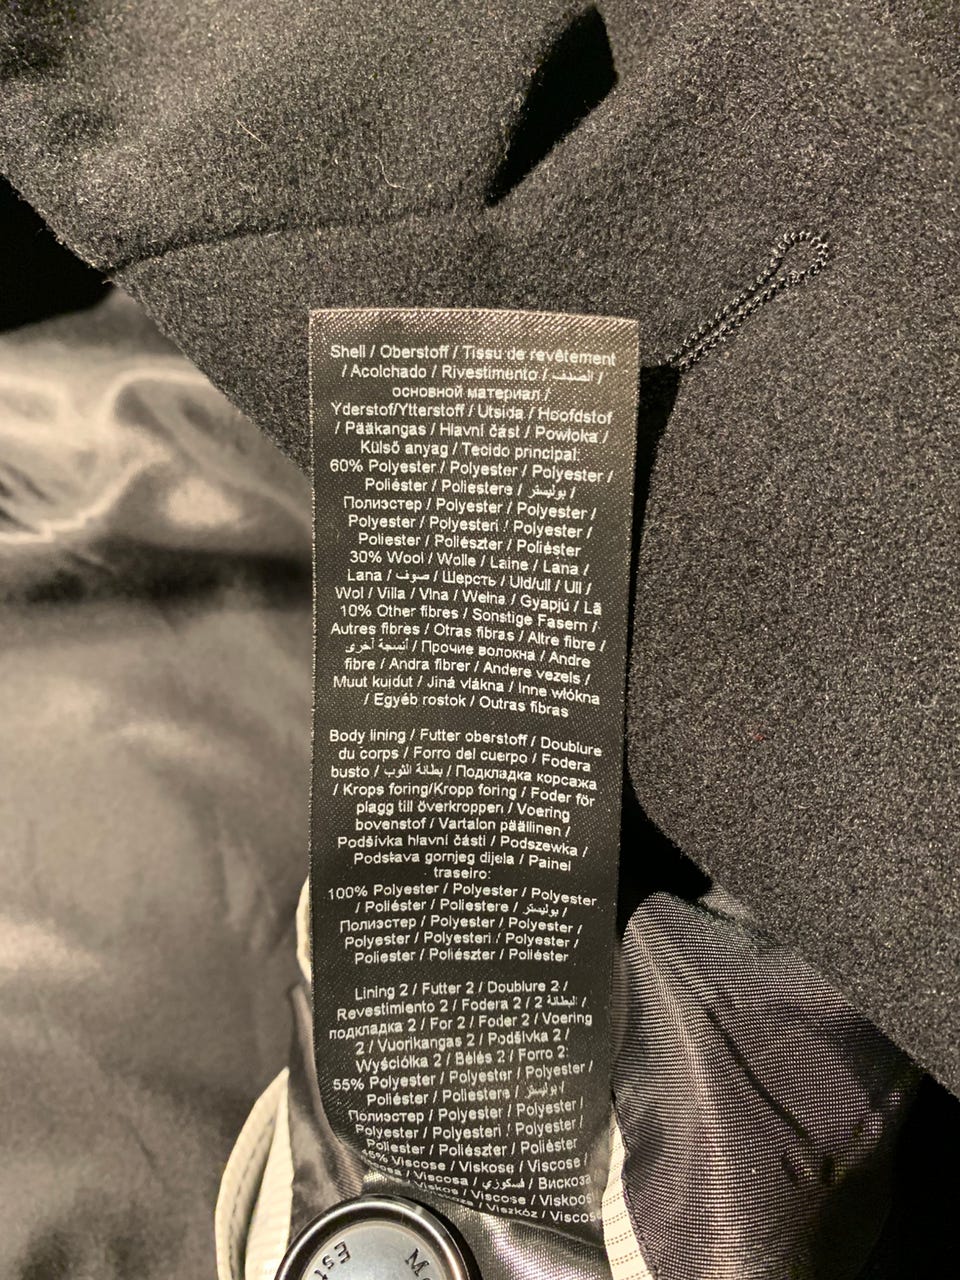 Shell / Oberstoff / Tissu de revêtement
/ Acolchado / Rivestimento / الصدف /
основной материал /
Yderstof/Ytterstoff / Utsida / Hoofdstof
/ Pääkangas / Hlavní část / Powłoka /
Külső anyag / Tecido principal:
60% Polyester / Polyester / Polyester /
Poliéster / Poliestere / بوليستر /
Полиэстер / Polyester / Polyester /
Polyester / Polyesteri / Polyester /
Poliester / Poliészter / Poliéster
30% Wool / Wolle / Laine / Lana /
Lana / صوف / Шерсть / Uld/ull / Ull /
Wol / Villa / Vlna / Wełna / Gyapjú / Lã
10% Other fibres / Sonstige Fasern /
Autres fibres / Otras fibras / Altre fibre /
أنسجة أخرى / Прочие волокна / Andre
fibre / Andra fibrer / Andere vezels /
Muut kuidut / Jiná vlákna / Inne włókna
/ Egyéb rostok / Outras fibras
Body lining / Futter oberstoff / Doublure
du corps / Forro del cuerpo / Fodera
busto / بطانة الثوب / Подкладка корсажа
/ Krops foring/Kropp foring / Foder för
plagg till överkroppen / Voering
bovenstof / Vartalon päällinen /
Podšívka hlavní části / Podszewka /
Podstava gornjeg dijela / Painel
traseiro:
100% Polyester / Polyester / Polyester
/ Poliéster / Poliestere / بوليستر /
Полиэстер / Polyester / Polyester /
Polyester / Polyesteri / Polyester /
Poliester / Poliészter / Poliéster
Lining 2 / Futter 2 / Doublure 2 /
Revestimiento 2 / Fodera 2 / 2 البطانة /
подкладка 2 / For 2 / Foder 2 / Voering
2 / Vuorikangas 2 / Podšívka 2 /
Wyściółka 2 / Bélés 2 / Forro 2:
55% Polyester / Polyester / Polyester /
Poliéster / Poliestere / بوليستر /
Полиэстер / Polyester / Polyester /
Polyester / Polyesteri / Polyester /
Poliester / Poliészter / Poliéster
45% Viscose / Viskose / Viscose /
/ Viscosa / فسكوزي / Вискоза
/ Viscose / Viskoos
/ Viszkóz / Viscos
Est